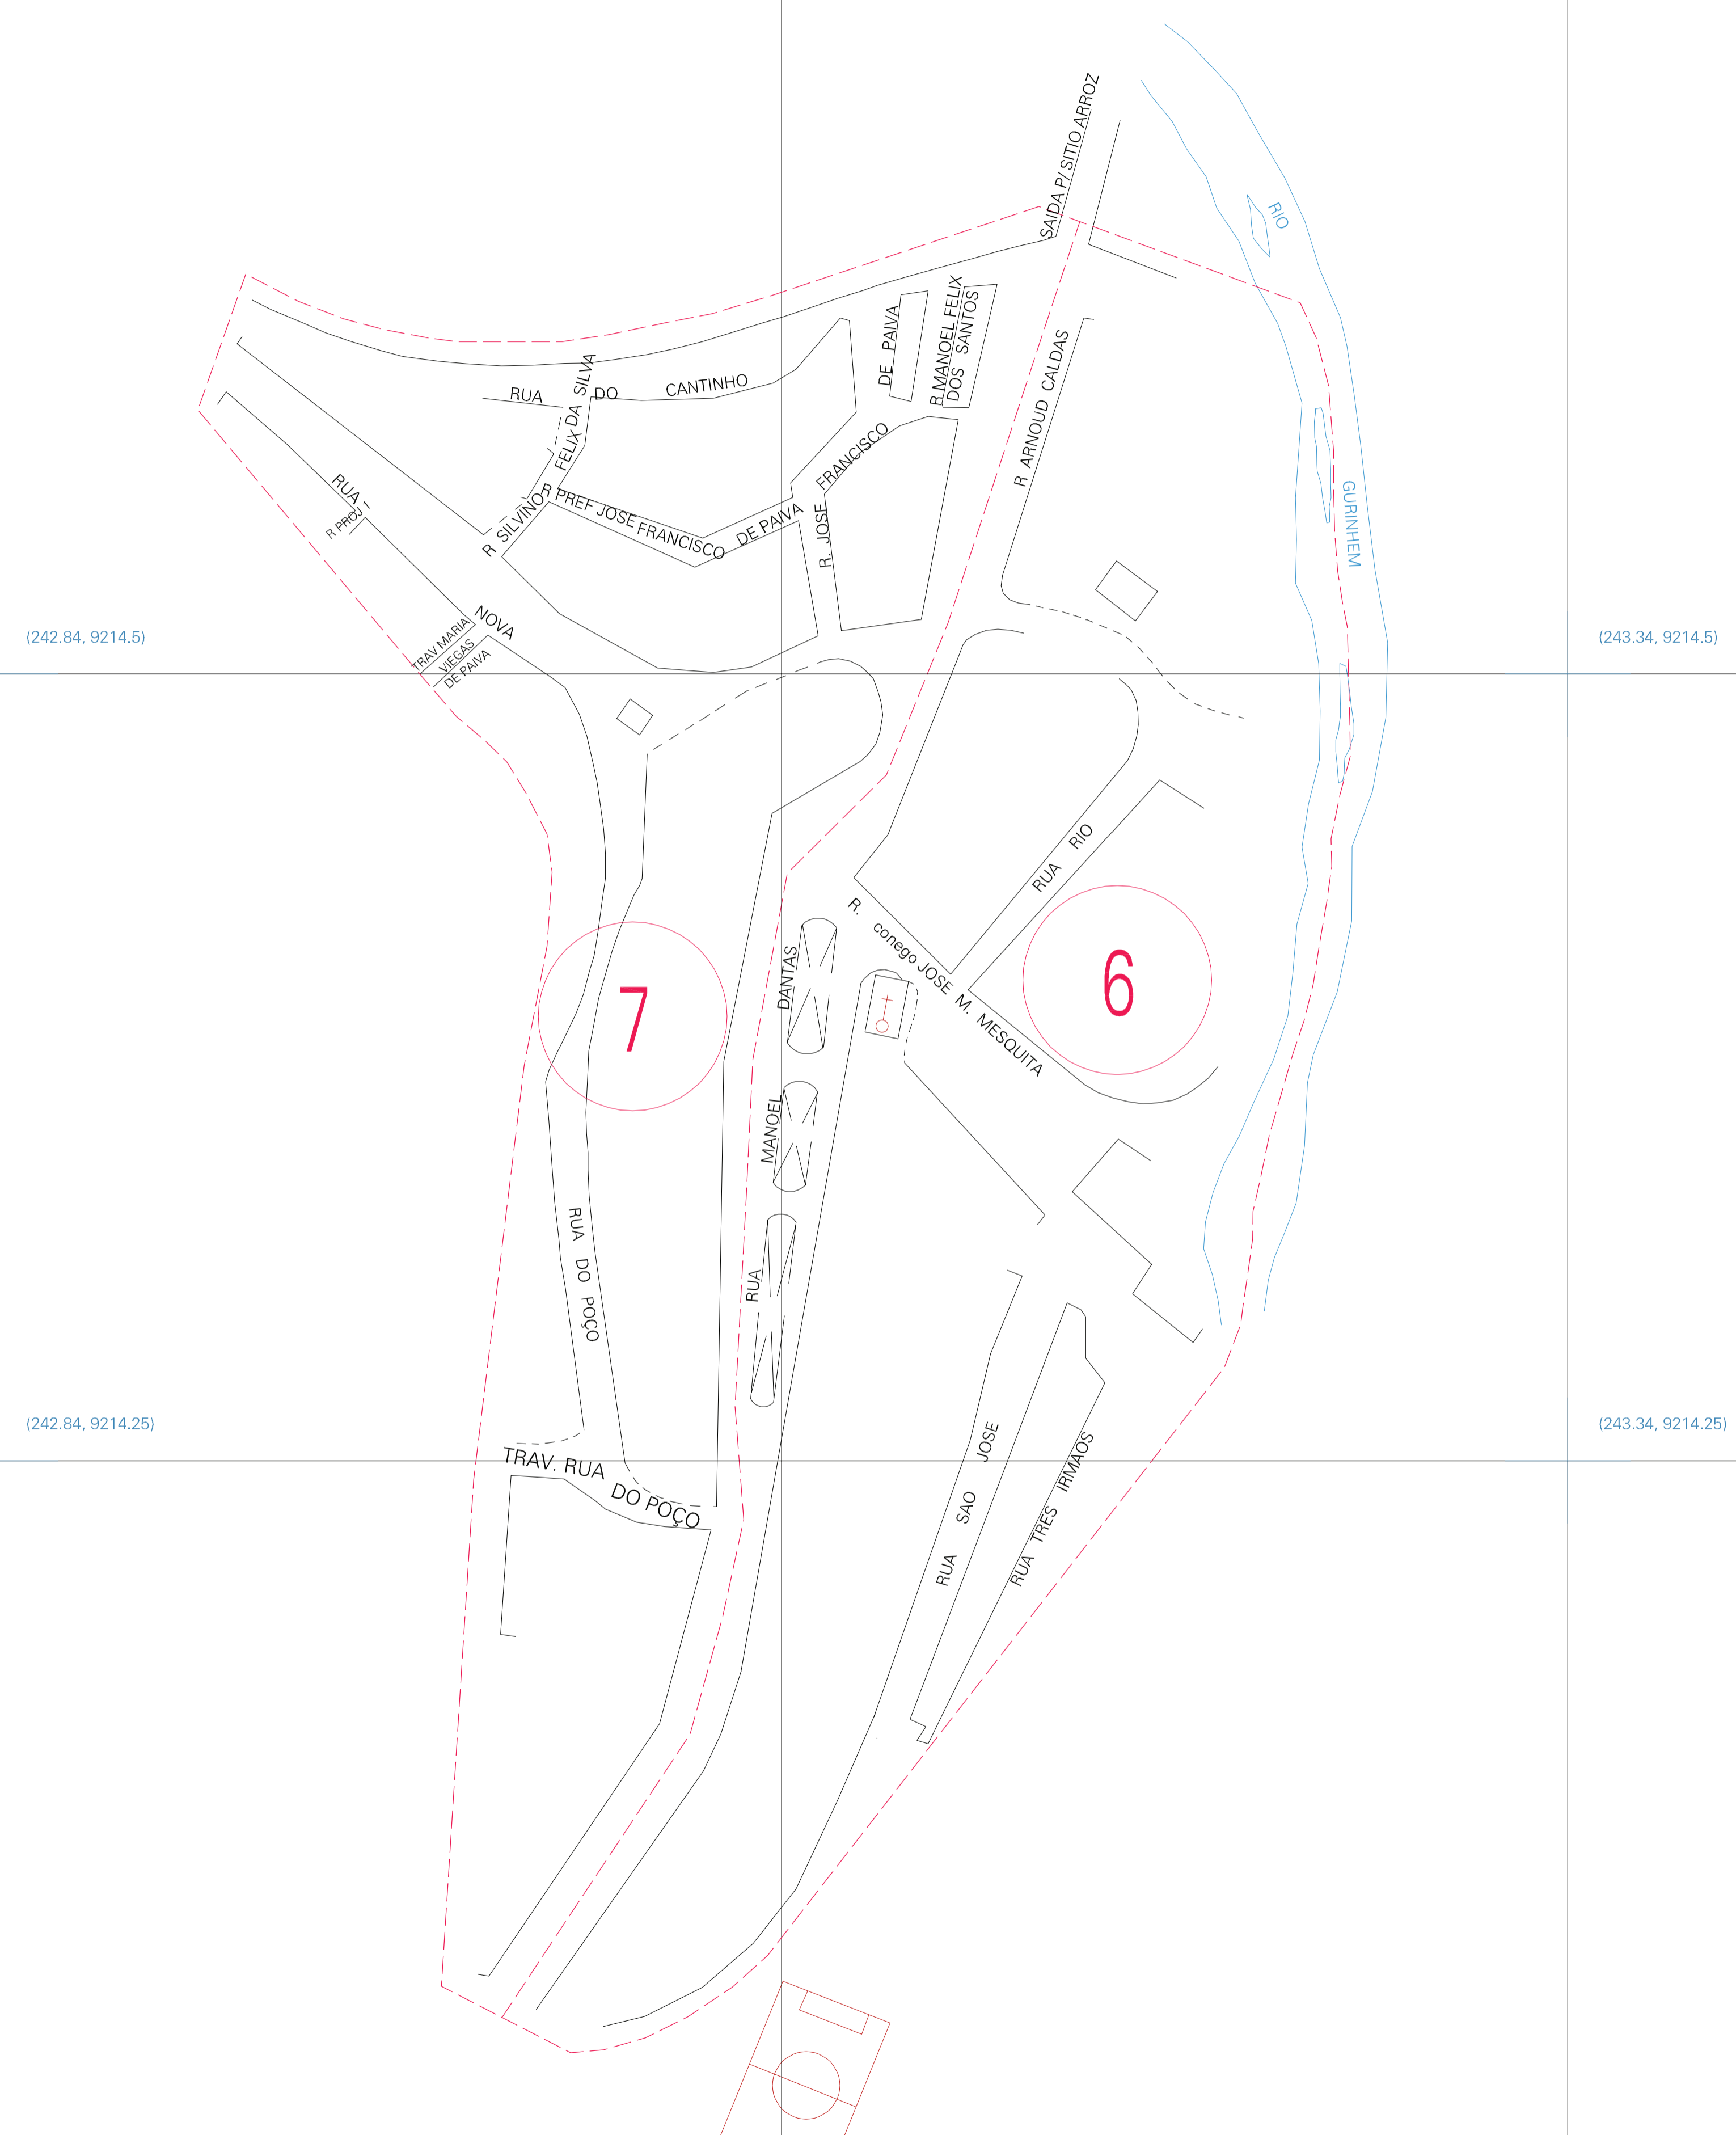 SAIDA P/ SITIO ARROZ
RIO
GURINHEM
DE PAIVA
R MANOEL FELIX
DOS SANTOS
R ARNOUD CALDAS
RUA DO CANTINHO
R SILVINO FELIX DA SILVA
R PREF JOSE FRANCISCO DE PAIVA
R. JOSE FRANCISCO
RUA 1
R PROJ 1
NOVA
TRAV MARIA
VIEGAS
DE PAIVA
(242.84, 9214.5)
(243.34, 9214.5)
RUA RIO
R. conego JOSE M. MESQUITA
6
7
RUA MANOEL DANTAS
RUA DO POÇO
(242.84, 9214.25)
(243.34, 9214.25)
TRAV. RUA
DO POÇO
RUA SAO JOSE
RUA TRES IRMAOS